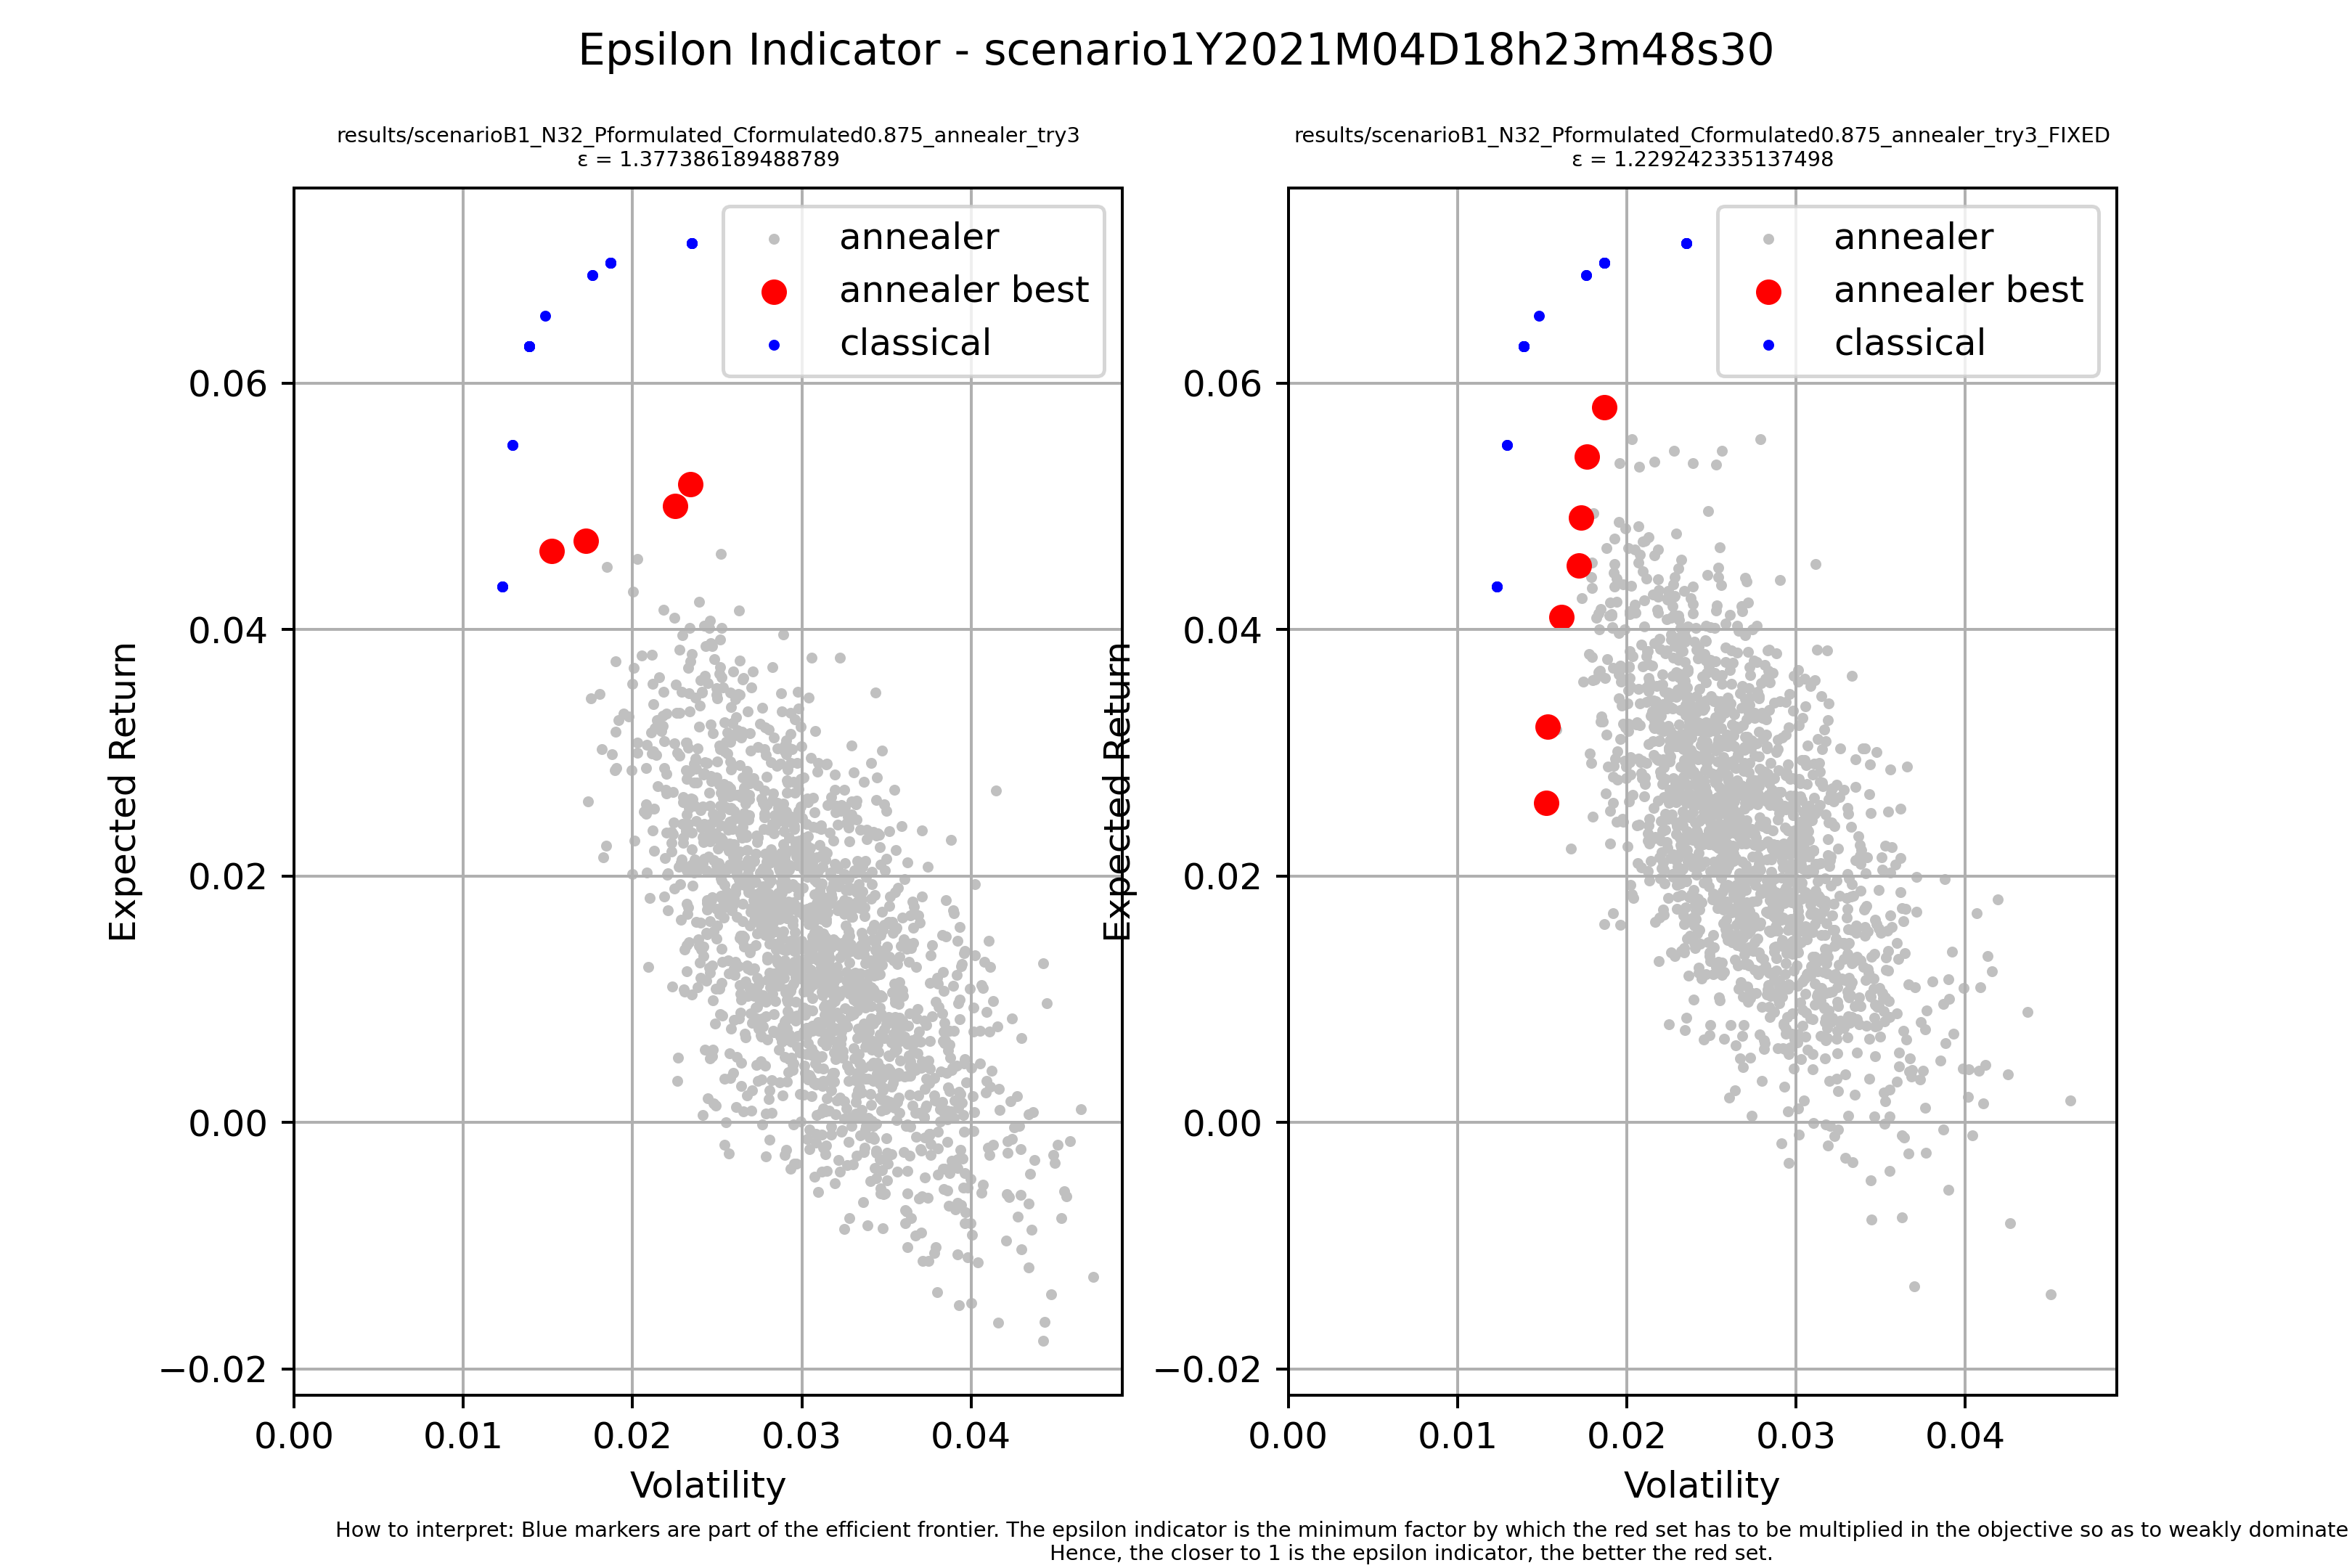 Epsilon Indicator - scenario1Y2021M04D18h23m48s30
results/scenarioB1_N32_Pformulated_Cformulated0.875_annealer_try3
ε = 1.377386189488789
annealer
annealer best
classical
0.06
0.04
0.02
0.00
−0.02
Expected Return
0.00 0.01 0.02 0.03 0.04
Volatility
results/scenarioB1_N32_Pformulated_Cformulated0.875_annealer_try3_FIXED
ε = 1.229242335137498
annealer
annealer best
classical
0.06
0.04
0.02
0.00
−0.02
Expected Return
0.00 0.01 0.02 0.03 0.04
Volatility
How to interpret: Blue markers are part of the efficient frontier. The epsilon indicator is the minimum factor by which the red set has to be multiplied in the objective so as to weakly dominate
Hence, the closer to 1 is the epsilon indicator, the better the red set.